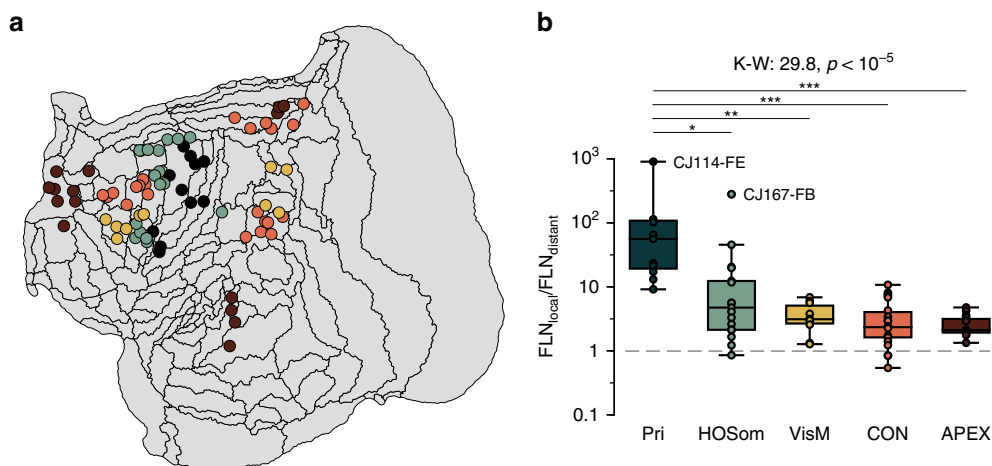 a
b
K-W: 29.8, p < 10⁻⁵
***
***
**
*
FLN_local/FLN_distant
10³
10²
10
1
0.1
CJ114-FE
CJ167-FB
Pri HOSom VisM CON APEX